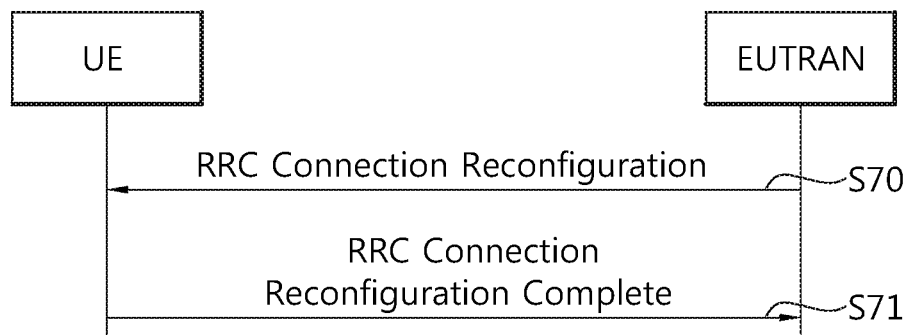 UE
EUTRAN
RRC Connection Reconfiguration
S70
RRC Connection
Reconfiguration Complete
S71